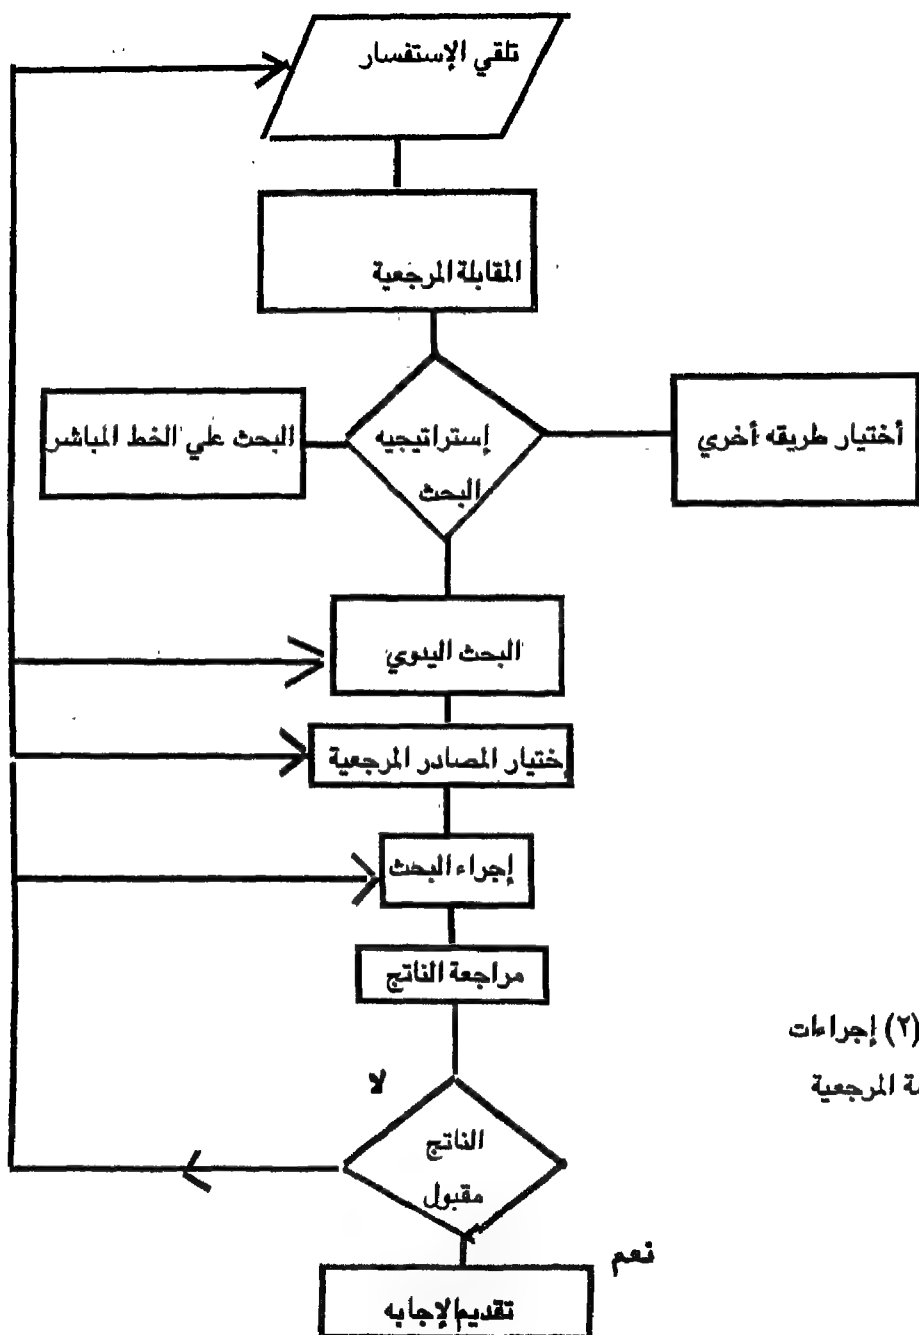 تلقي الإستفسار
المقابلة المرجعية
أختيار طريقه أخري
إستراتيجيه
البحث
البحث علي الخط المباشر
البحث اليدوي
ختيار المصادر المرجعية
إجراء البحث
مراجعة الناتج
(٢) إجراءات
المرجعية
لا
الناتج
مقبول
نعم
تقديم الإجابه